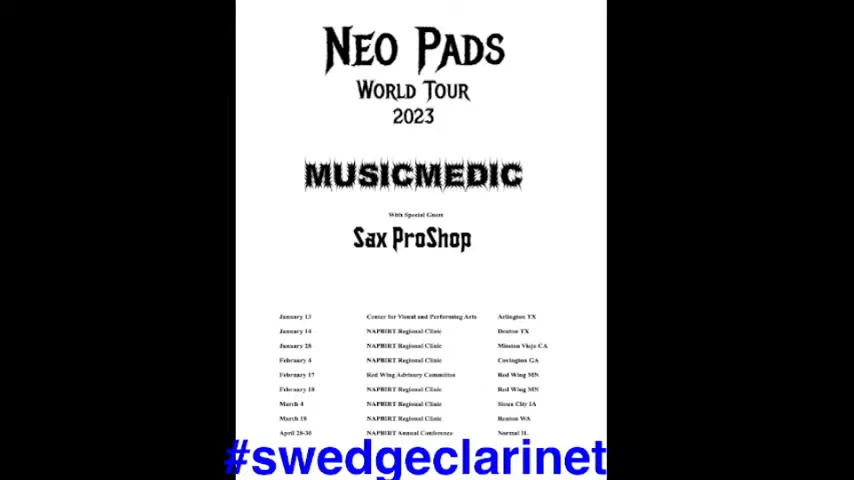 NEO PADS
WORLD TOUR
2023
MUSICMEDIC
With Special Guest
Sax ProShop
January 13 Center for Visual and Performing Arts Arlington TX
January 14 NAPBIRT Regional Clinic Denton TX
January 28 NAPBIRT Regional Clinic Mission Viejo CA
February 4 NAPBIRT Regional Clinic Covington GA
February 17 Red Wing Advisory Committee Red Wing MN
February 18 NAPBIRT Regional Clinic Red Wing MN
March 4 NAPBIRT Regional Clinic Sioux City IA
March 18 NAPBIRT Regional Clinic Renton WA
April 28-30 NAPBIRT Annual Conference Normal IL
#swedgeclarinet